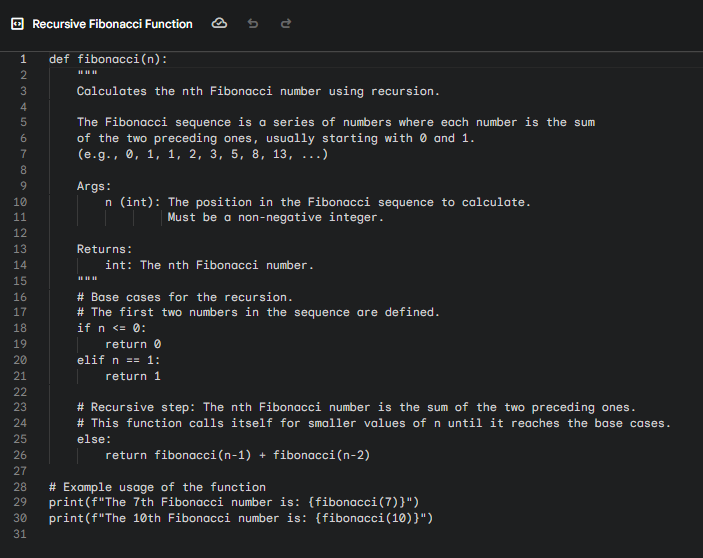 Recursive Fibonacci Function
1 def fibonacci(n):
2     """
3     Calculates the nth Fibonacci number using recursion.
4
5     The Fibonacci sequence is a series of numbers where each number is the sum
6     of the two preceding ones, usually starting with 0 and 1.
7     (e.g., 0, 1, 1, 2, 3, 5, 8, 13, ...)
8
9     Args:
10         n (int): The position in the Fibonacci sequence to calculate.
11                  Must be a non-negative integer.
12
13     Returns:
14         int: The nth Fibonacci number.
15     """
16     # Base cases for the recursion.
17     # The first two numbers in the sequence are defined.
18     if n <= 0:
19         return 0
20     elif n == 1:
21         return 1
22
23     # Recursive step: The nth Fibonacci number is the sum of the two preceding ones.
24     # This function calls itself for smaller values of n until it reaches the base cases.
25     else:
26         return fibonacci(n-1) + fibonacci(n-2)
27
28 # Example usage of the function
29 print(f"The 7th Fibonacci number is: {fibonacci(7)}")
30 print(f"The 10th Fibonacci number is: {fibonacci(10)}")
31